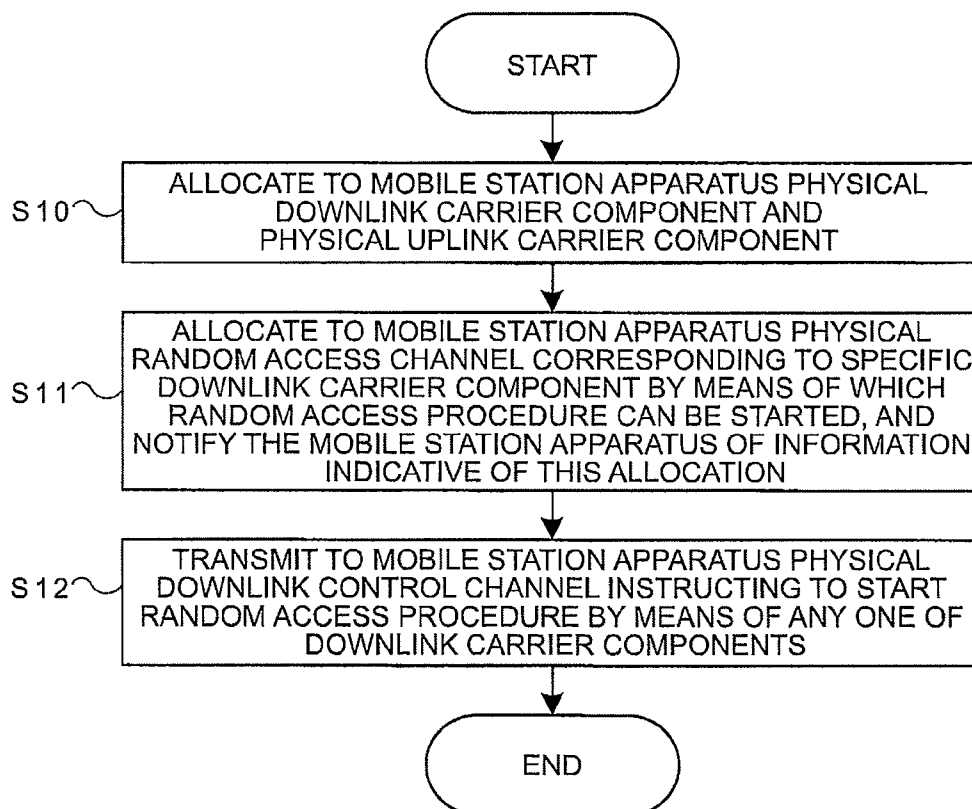 START
S10
ALLOCATE TO MOBILE STATION APPARATUS PHYSICAL
DOWNLINK CARRIER COMPONENT AND
PHYSICAL UPLINK CARRIER COMPONENT
S11
ALLOCATE TO MOBILE STATION APPARATUS PHYSICAL
RANDOM ACCESS CHANNEL CORRESPONDING TO SPECIFIC
DOWNLINK CARRIER COMPONENT BY MEANS OF WHICH
RANDOM ACCESS PROCEDURE CAN BE STARTED, AND
NOTIFY THE MOBILE STATION APPARATUS OF INFORMATION
INDICATIVE OF THIS ALLOCATION
S12
TRANSMIT TO MOBILE STATION APPARATUS PHYSICAL
DOWNLINK CONTROL CHANNEL INSTRUCTING TO START
RANDOM ACCESS PROCEDURE BY MEANS OF ANY ONE OF
DOWNLINK CARRIER COMPONENTS
END